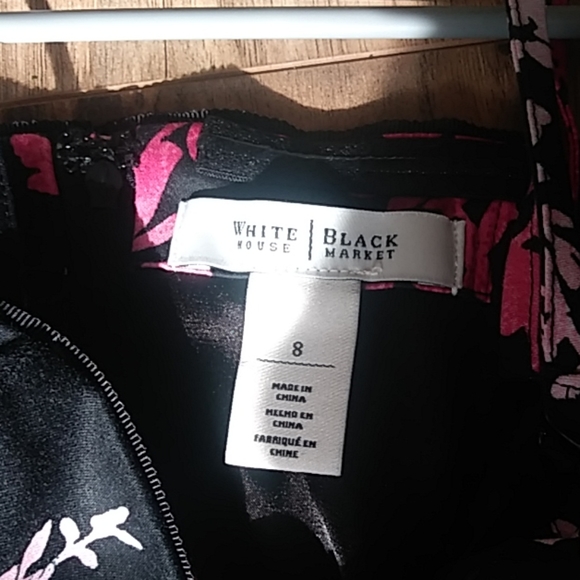 WHITE HOUSE | BLACK MARKET
8
MADE IN
CHINA
HECHO EN
CHINA
FABRIQUÉ EN
CHINE